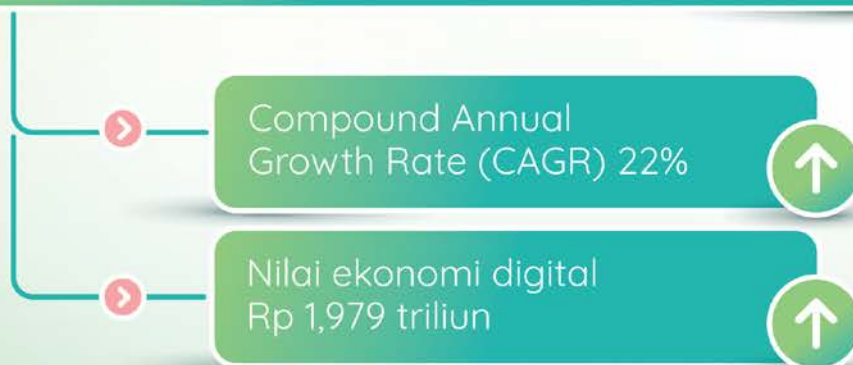 Compound Annual
Growth Rate (CAGR) 22%
Nilai ekonomi digital
Rp 1,979 triliun